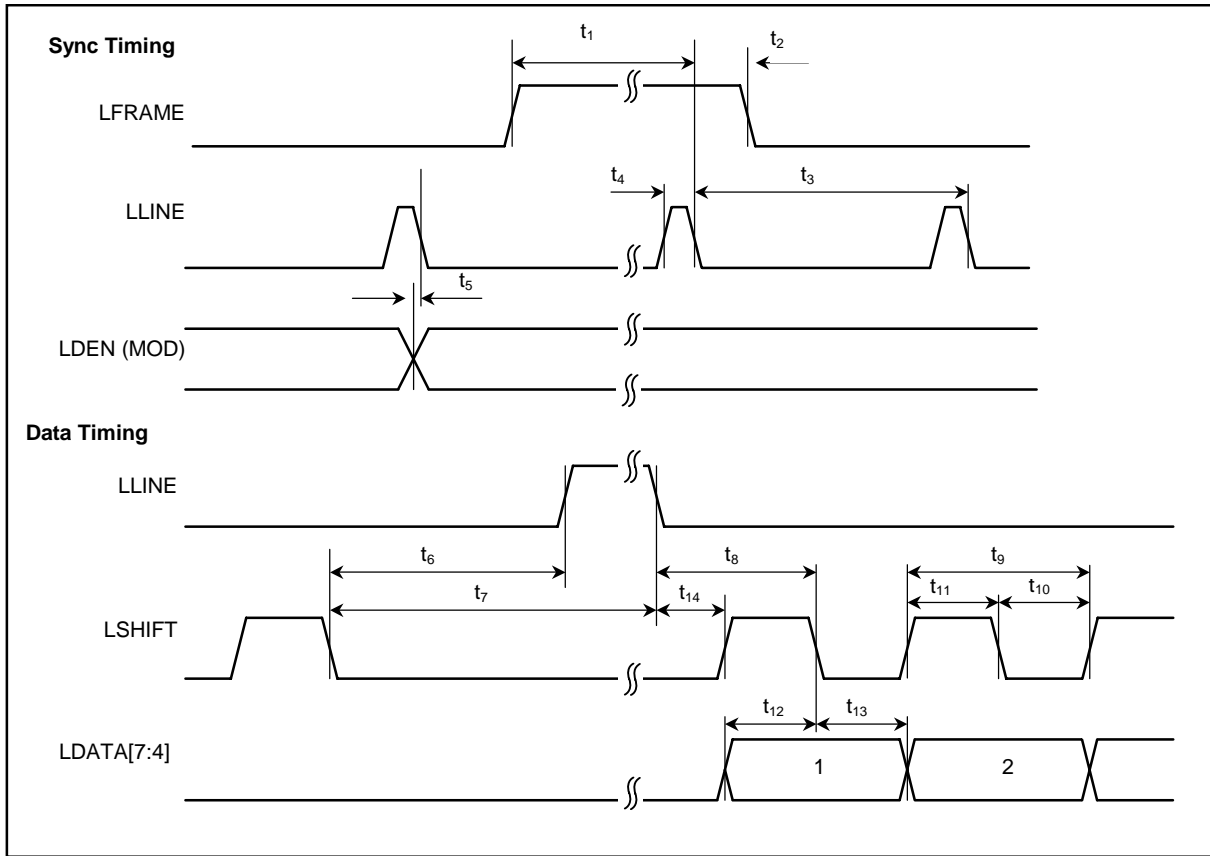 Sync Timing
t1
t2
LFRAME
t4
t3
LLINE
t5
LDEN (MOD)
Data Timing
LLINE
t6
t8
t9
t7
t14
t11
t10
LSHIFT
t12
t13
LDATA[7:4]
1
2